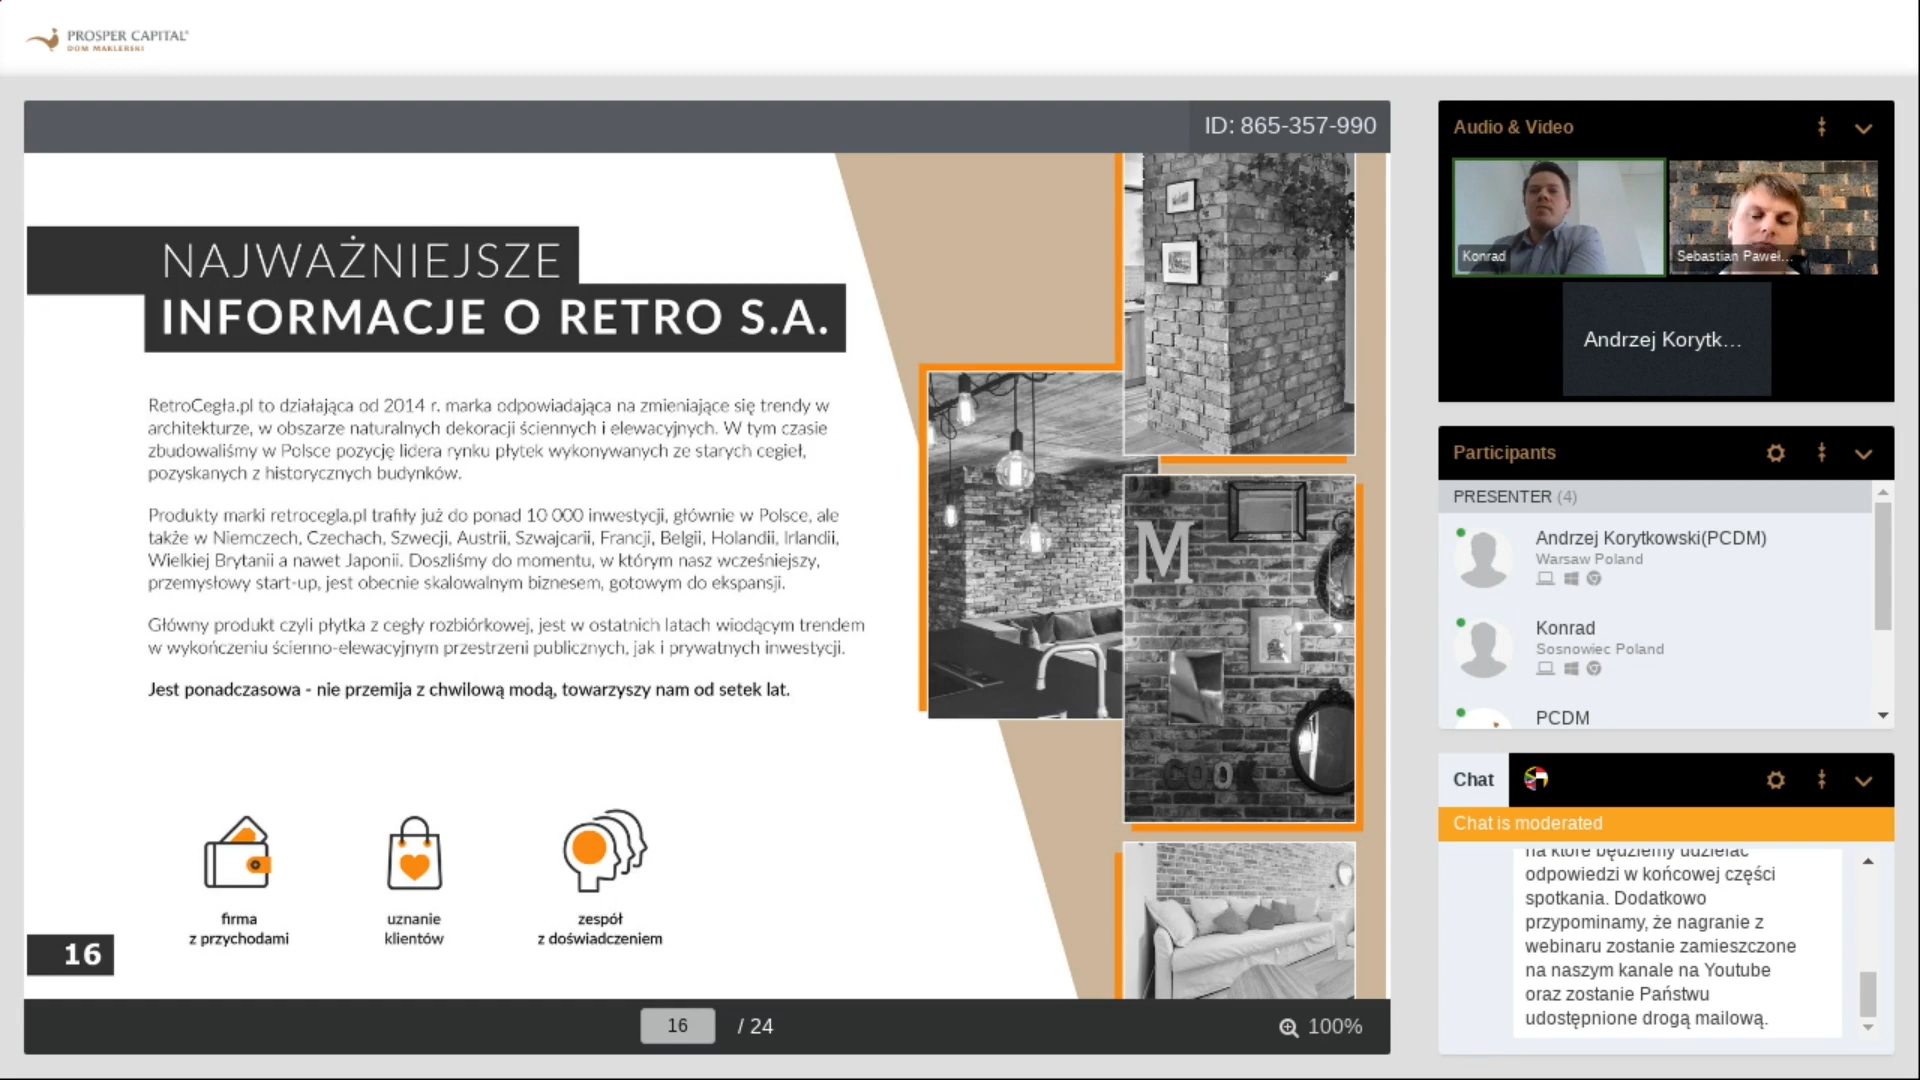 PROSPER CAPITAL
DOM MAKLERSKI
ID: 865-357-990
NAJWAŻNIEJSZE
INFORMACJE O RETRO S.A.
RetroCegła.pl to działająca od 2014 r. marka odpowiadająca na zmieniające się trendy w
architekturze, w obszarze naturalnych dekoracji ściennych i elewacyjnych. W tym czasie
zbudowaliśmy w Polsce pozycję lidera rynku płytek wykonywanych ze starych cegieł,
pozyskanych z historycznych budynków.
Produkty marki retrocegla.pl trafiły już do ponad 10 000 inwestycji, głównie w Polsce, ale
także w Niemczech, Czechach, Szwecji, Austrii, Szwajcarii, Francji, Belgii, Holandii, Irlandii,
Wielkiej Brytanii a nawet Japonii. Doszliśmy do momentu, w którym nasz wcześniejszy,
przemysłowy start-up, jest obecnie skalowalnym biznesem, gotowym do ekspansji.
Główny produkt czyli płytka z cegły rozbiórkowej, jest w ostatnich latach wiodącym trendem
w wykończeniu ścienno-elewacyjnym przestrzeni publicznych, jak i prywatnych inwestycji.
Jest ponadczasowa - nie przemija z chwilową modą, towarzyszy nam od setek lat.
firma
z przychodami
uznanie
klientów
zespół
z doświadczeniem
M
COOK
16
16 / 24
100%
Audio & Video
Konrad
Sebastian Paweł...
Andrzej Korytk...
Participants
PRESENTER (4)
Andrzej Korytkowski(PCDM)
Warsaw Poland
Konrad
Sosnowiec Poland
PCDM
Chat
Chat is moderated
na które będziemy udzielać
odpowiedzi w końcowej części
spotkania. Dodatkowo
przypominamy, że nagranie z
webinaru zostanie zamieszczone
na naszym kanale na Youtube
oraz zostanie Państwu
udostępnione drogą mailową.